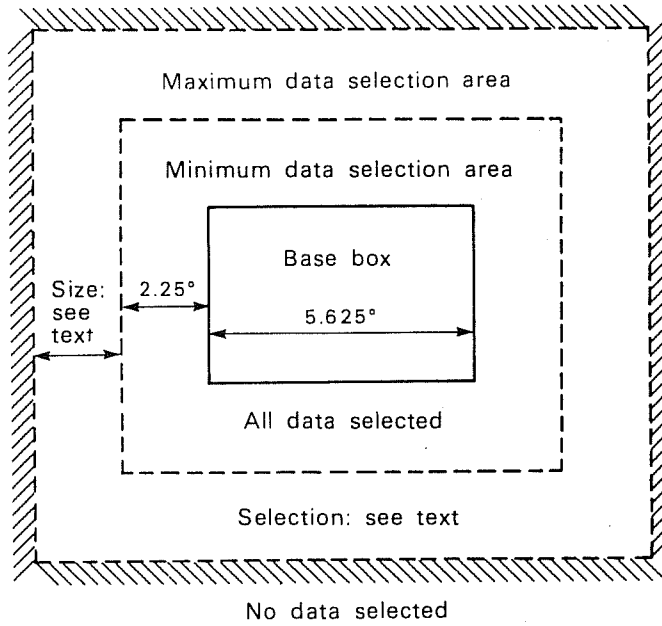 Maximum data selection area
Minimum data selection area
Base box
Size:
see
text
2.25°
5.625°
All data selected
Selection: see text
No data selected